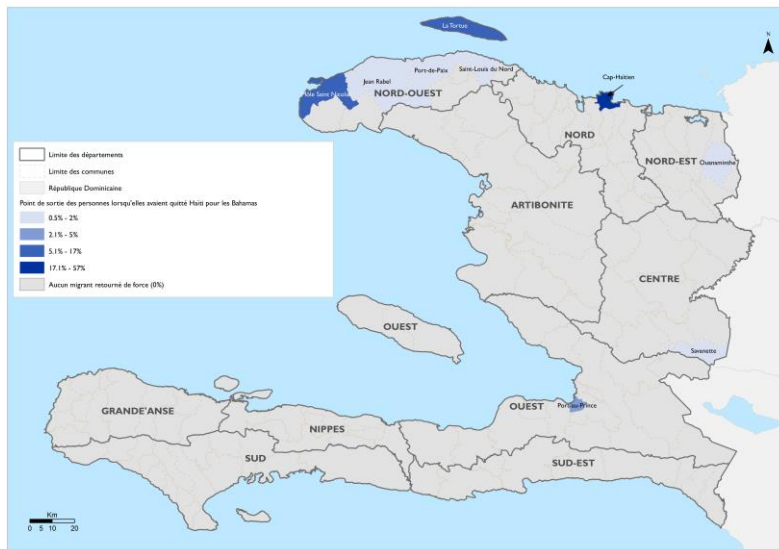 La Tortue
N
Cap-Haïtien
Port-de-Paix
Saint-Louis du Nord
Jean Rabel
Môle Saint Nicolas
NORD-OUEST
NORD
NORD-EST
Ouanaminthe
Limite des départements
Limite des communes
République Dominicaine
Point de sortie des personnes lorsqu'elles avaient quitté Haïti pour les Bahamas
0.5% - 2%
2.1% - 5%
5.1% - 17%
17.1% - 57%
Aucun migrant retourné de force (0%)
ARTIBONITE
CENTRE
OUEST
Savanette
GRANDE'ANSE
NIPPES
OUEST
Port-au-Prince
SUD
SUD-EST
Km
0 5 10 20